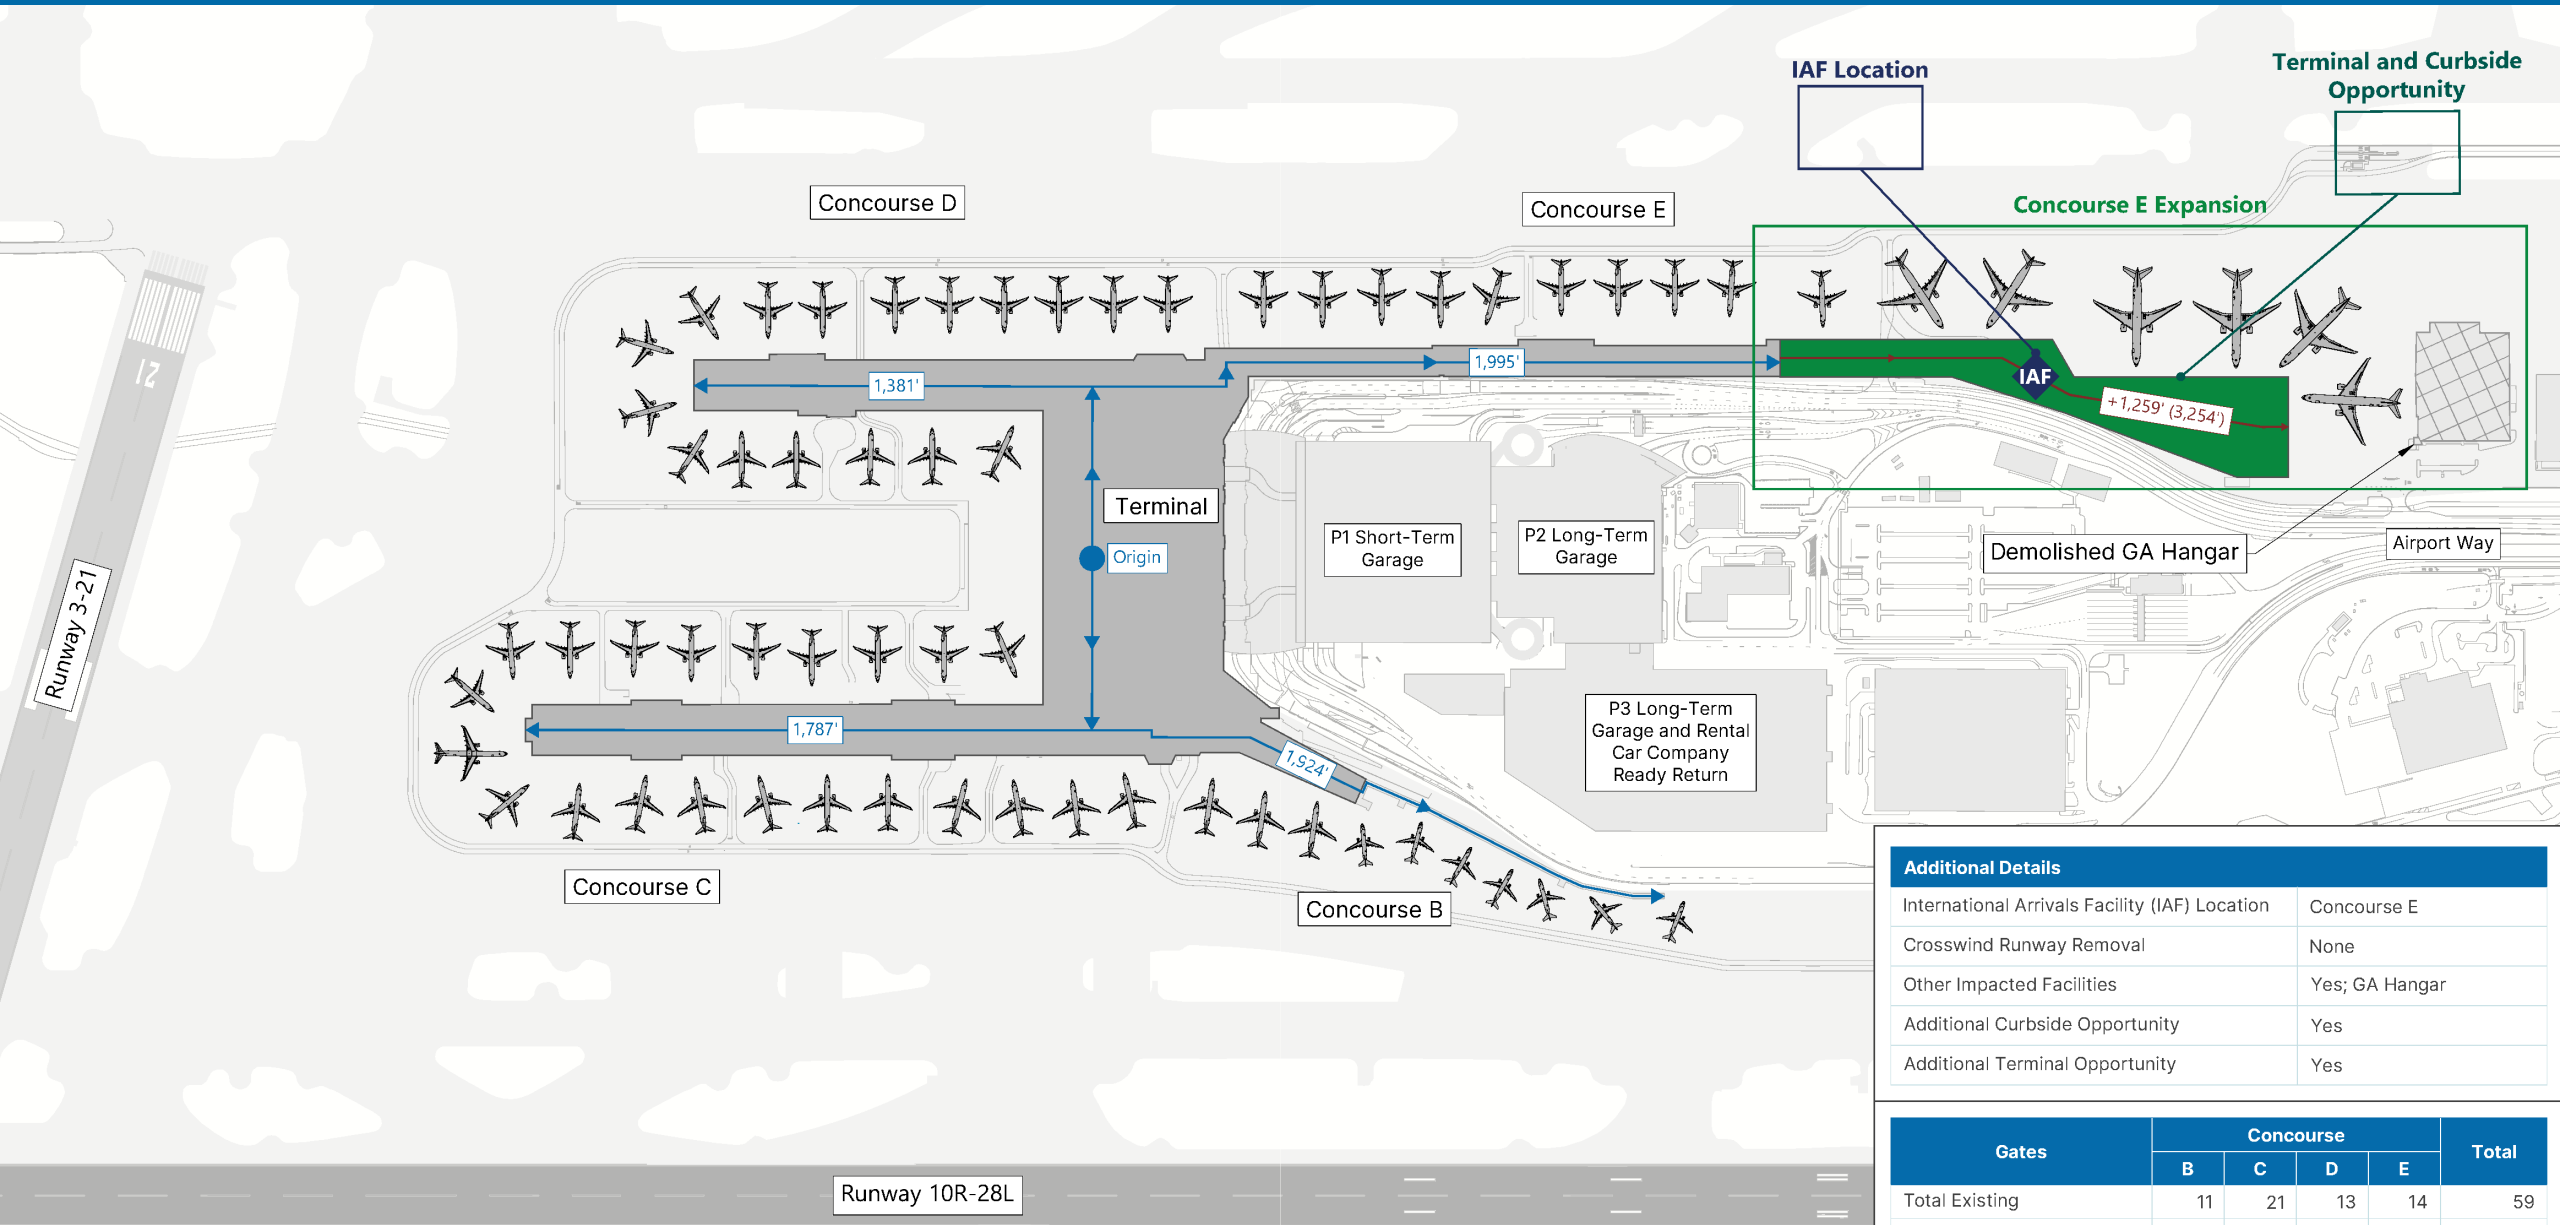 IAF Location
Terminal and Curbside
Opportunity
Concourse D
Concourse E
Concourse E Expansion
21
1,381'
1,995'
IAF
+1,259' (3,254')
Terminal
Origin
P1 Short-Term
Garage
P2 Long-Term
Garage
Demolished GA Hangar
Airport Way
Runway 3-21
1,787'
1,924'
P3 Long-Term
Garage and Rental
Car Company
Ready Return
Concourse C
Concourse B
Runway 10R-28L
Additional Details
International Arrivals Facility (IAF) Location Concourse E
Crosswind Runway Removal None
Other Impacted Facilities Yes; GA Hangar
Additional Curbside Opportunity Yes
Additional Terminal Opportunity Yes
Gates Concourse Total
B C D E
Total Existing 11 21 13 14 59